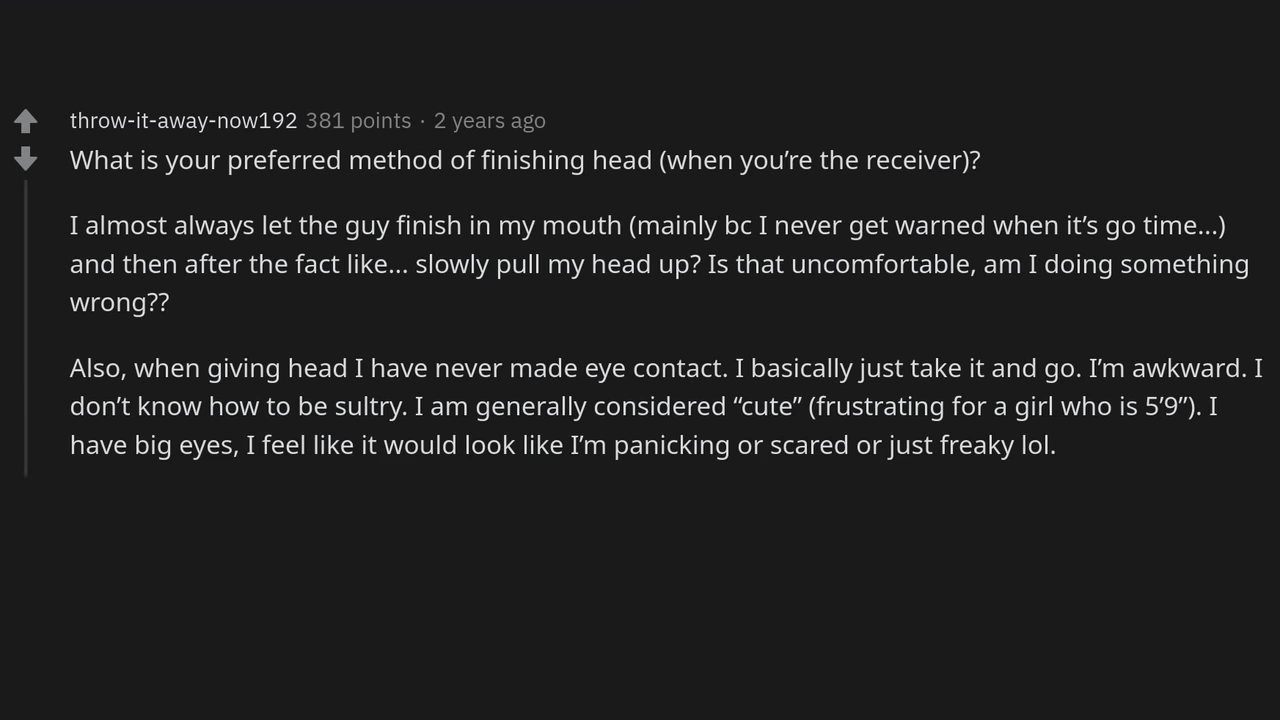 throw-it-away-now192 381 points · 2 years ago
What is your preferred method of finishing head (when you’re the receiver)?
I almost always let the guy finish in my mouth (mainly bc I never get warned when it’s go time...)
and then after the fact like... slowly pull my head up? Is that uncomfortable, am I doing something
wrong??
Also, when giving head I have never made eye contact. I basically just take it and go. I’m awkward. I
don’t know how to be sultry. I am generally considered “cute” (frustrating for a girl who is 5’9”). I
have big eyes, I feel like it would look like I’m panicking or scared or just freaky lol.